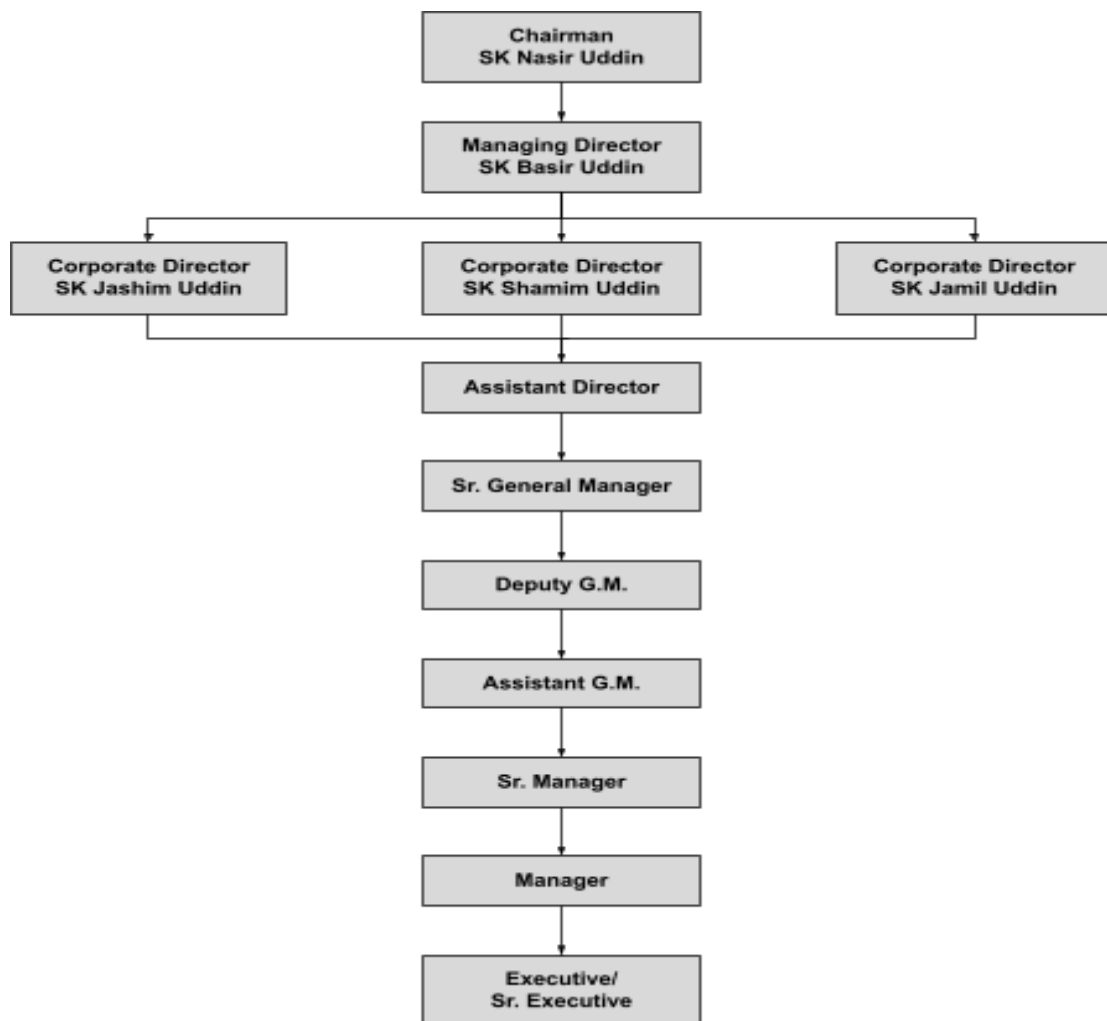 Chairman
SK Nasir Uddin
Managing Director
SK Basir Uddin
Corporate Director
SK Jashim Uddin
Corporate Director
SK Shamim Uddin
Corporate Director
SK Jamil Uddin
Assistant Director
Sr. General Manager
Deputy G.M.
Assistant G.M.
Sr. Manager
Manager
Executive/
Sr. Executive